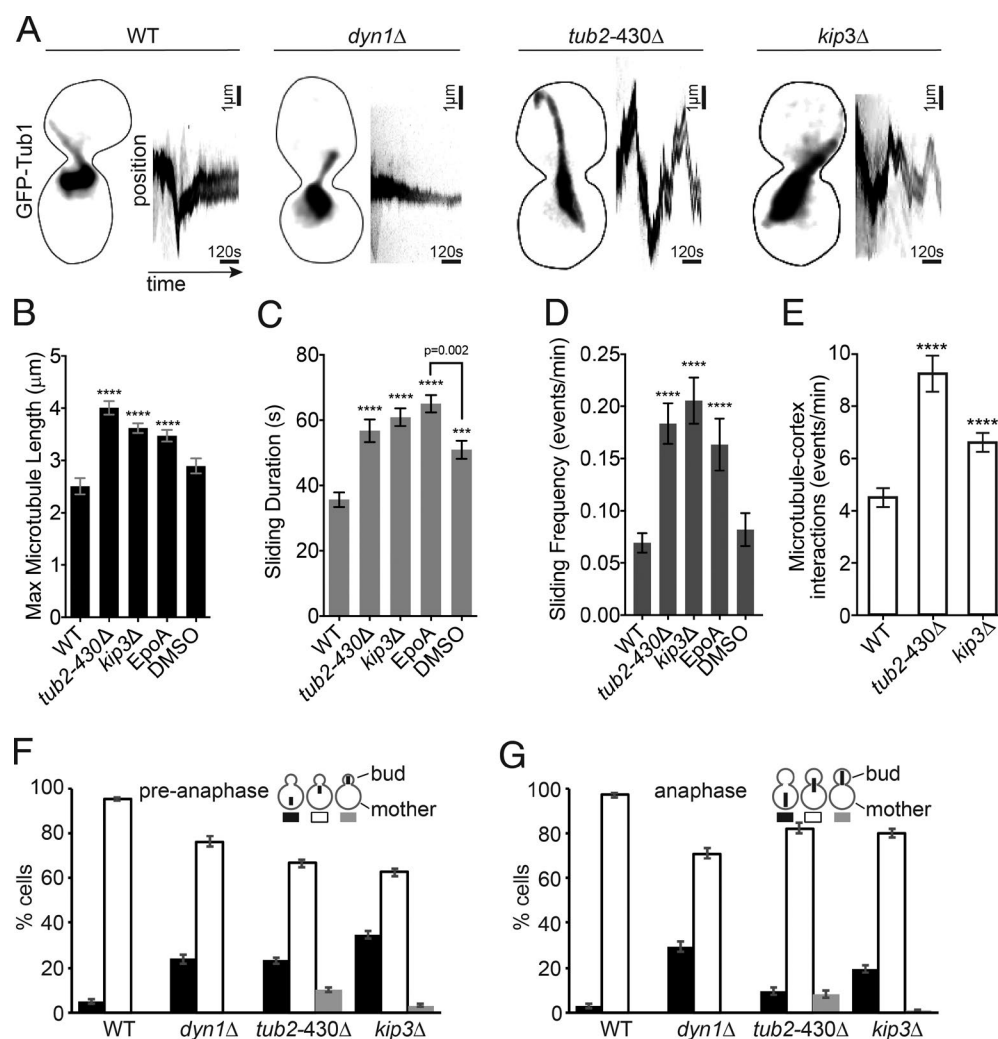 A
WT
dyn1Δ
tub2-430Δ
kip3Δ
GFP-Tub1
position
1μm
1μm
1μm
1μm
120s
120s
120s
120s
time
B
Max Microtubule Length (μm)
5
4
3
2
1
0
****
****
****
WT
tub2-430Δ
kip3Δ
EpoA
DMSO
C
Sliding Duration (s)
80
60
40
20
0
p=0.002
****
****
****
***
WT
tub2-430Δ
kip3Δ
EpoA
DMSO
D
Sliding Frequency (events/min)
0.25
0.20
0.15
0.10
0.05
0.00
****
****
****
WT
tub2-430Δ
kip3Δ
EpoA
DMSO
E
Microtubule-cortex
interactions (events/min)
10
8
6
4
2
0
****
****
WT
tub2-430Δ
kip3Δ
F
pre-anaphase
bud
mother
% cells
100
80
60
40
20
0
WT
dyn1Δ
tub2-430Δ
kip3Δ
G
anaphase
bud
mother
% cells
100
80
60
40
20
0
WT
dyn1Δ
tub2-430Δ
kip3Δ